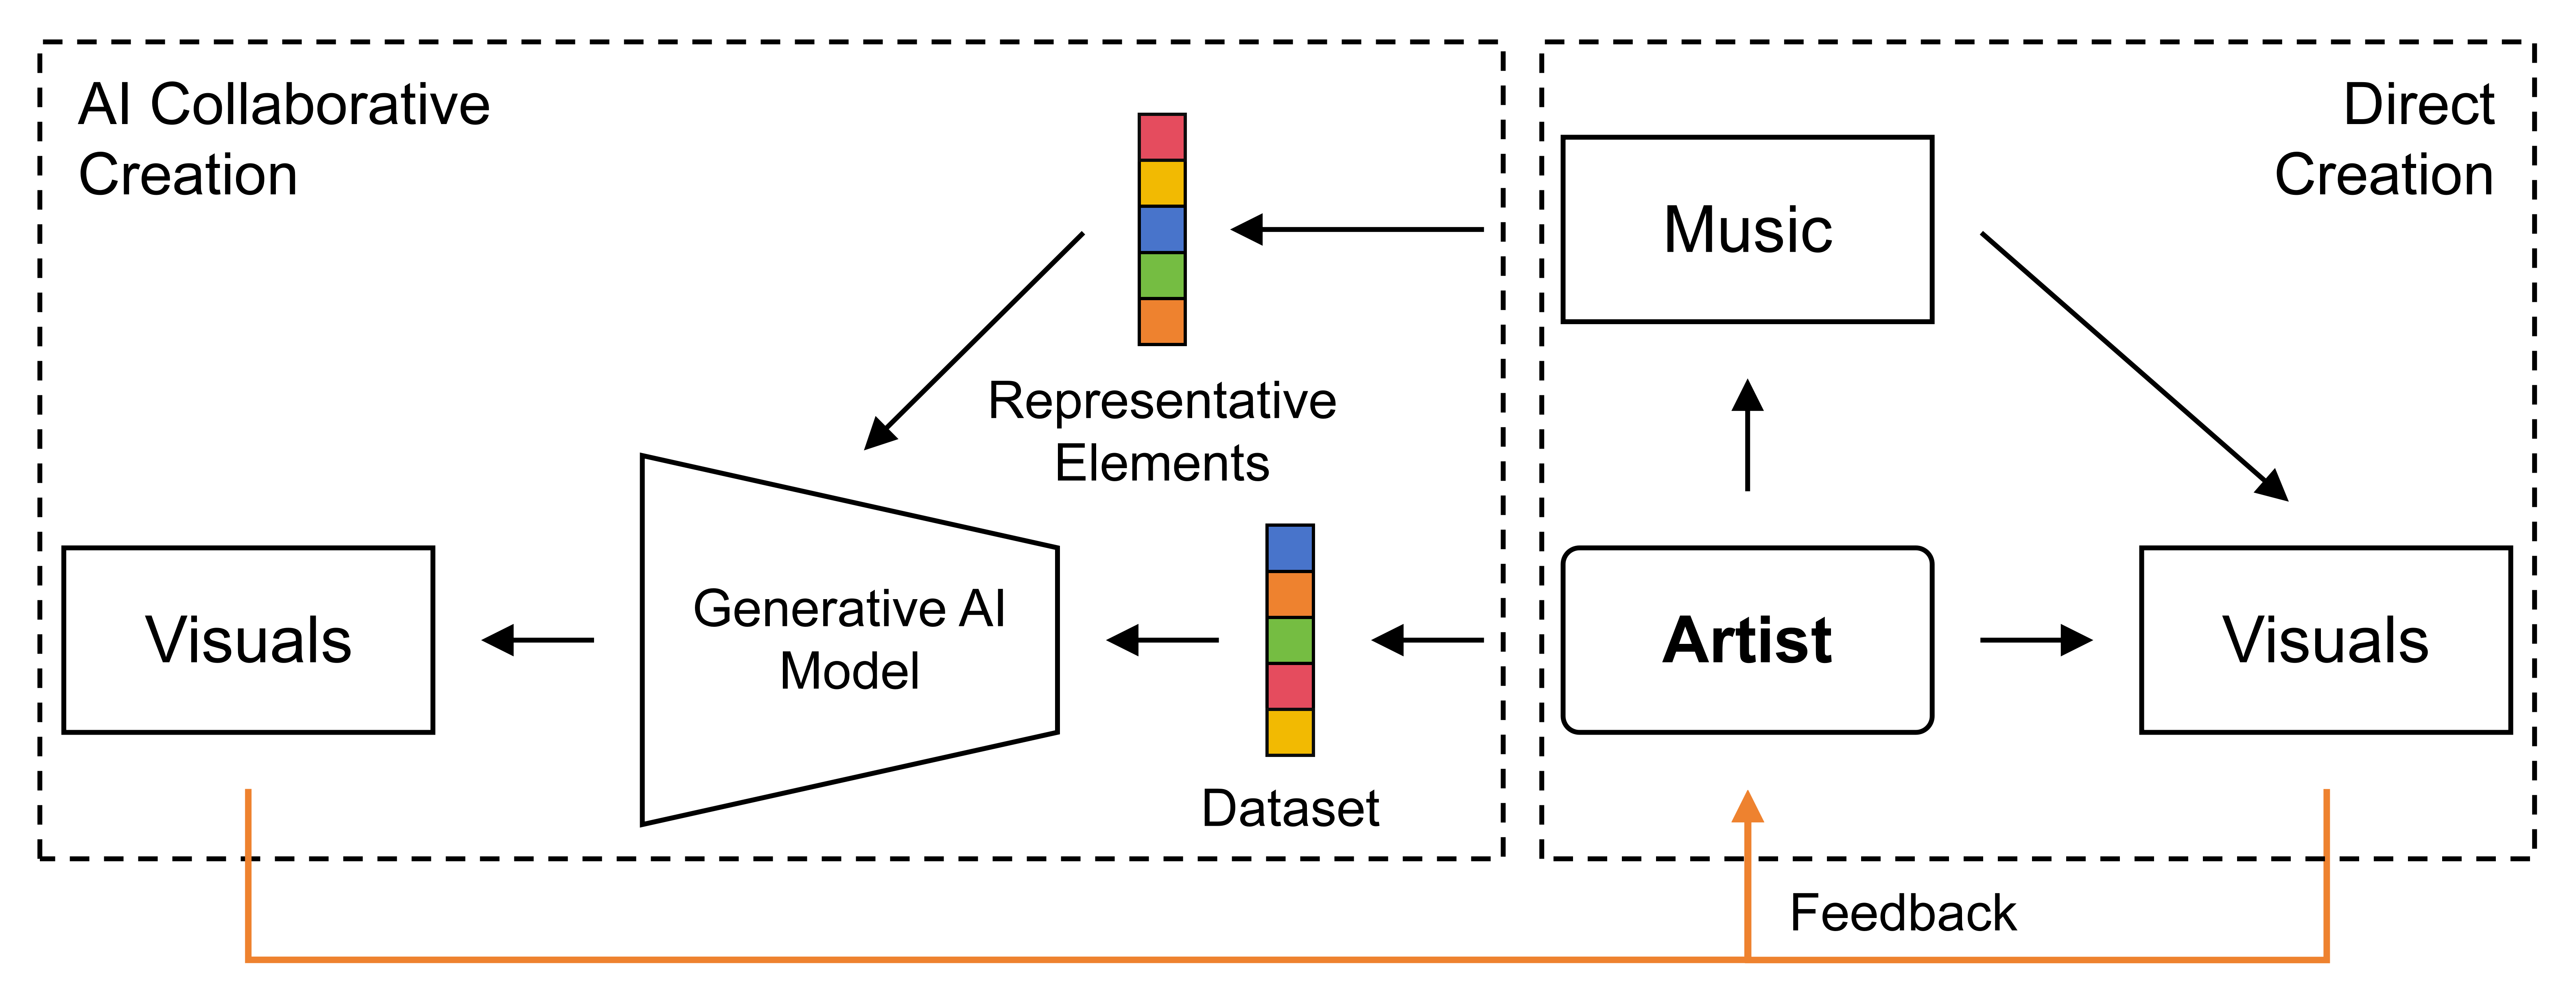 AI Collaborative
Creation
Direct
Creation
Music
Representative
Elements
Visuals
Generative AI
Model
Dataset
Artist
Visuals
Feedback